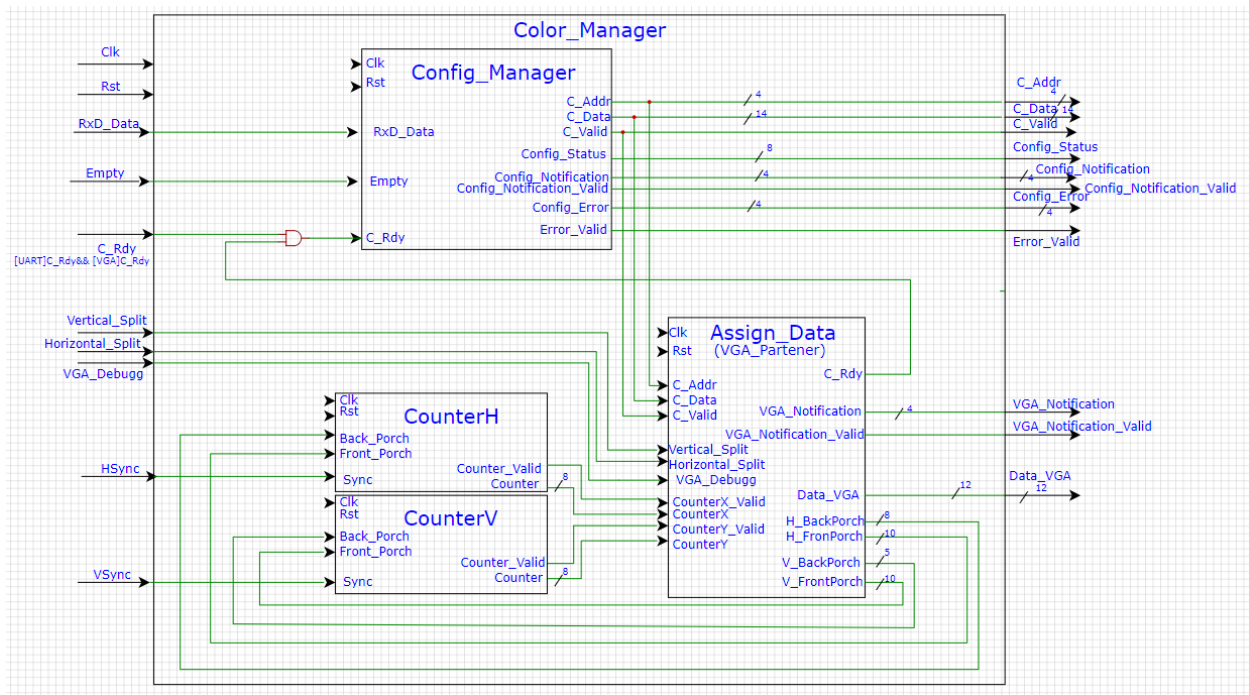 Color_Manager
Clk
Rst
RxD_Data
Empty
C_Rdy
[UART]C_Rdy&& [VGA]C_Rdy
Vertical_Split
Horizontal_Split
VGA_Debugg
HSync
VSync
Config_Manager
Clk
Rst
RxD_Data
Empty
C_Rdy
C_Addr
C_Data
C_Valid
Config_Status
Config_Notification
Config_Notification_Valid
Config_Error
Error_Valid
4
14
8
4
4
C_Addr
4
C_Data
14
C_Valid
Config_Status
Config_Notification
4
Config_Notification_Valid
Config_Error
4
Error_Valid
CounterH
Clk
Rst
Back_Porch
Front_Porch
Sync
Counter_Valid
Counter
8
CounterV
Clk
Rst
Back_Porch
Front_Porch
Sync
Counter_Valid
Counter
8
Assign_Data
(VGA_Partener)
Clk
Rst
C_Addr
C_Data
C_Valid
Vertical_Split
Horizontal_Split
VGA_Debugg
CounterX_Valid
CounterX
CounterY_Valid
CounterY
C_Rdy
VGA_Notification
4
VGA_Notification_Valid
Data_VGA
12
H_BackPorch
8
H_FronPorch
10
V_BackPorch
5
V_FrontPorch
10
VGA_Notification
VGA_Notification_Valid
Data_VGA
12